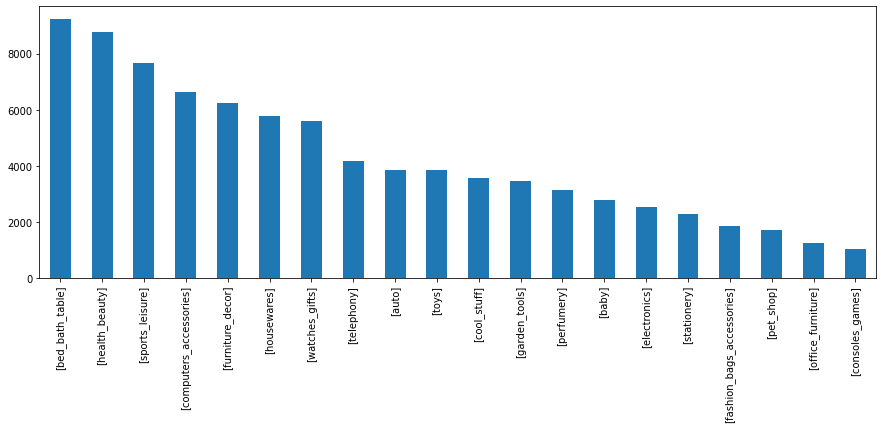 8000
6000
4000
2000
0
[bed_bath_table]
[health_beauty]
[sports_leisure]
[computers_accessories]
[furniture_decor]
[housewares]
[watches_gifts]
[telephony]
[auto]
[toys]
[cool_stuff]
[garden_tools]
[perfumery]
[baby]
[electronics]
[stationery]
[fashion_bags_accessories]
[pet_shop]
[office_furniture]
[consoles_games]